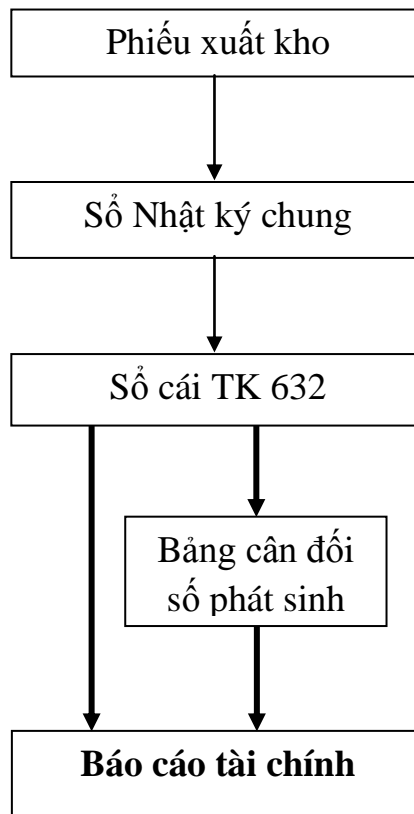 Phiếu xuất kho
Sổ Nhật ký chung
Sổ cái TK 632
Bảng cân đối
số phát sinh
Báo cáo tài chính